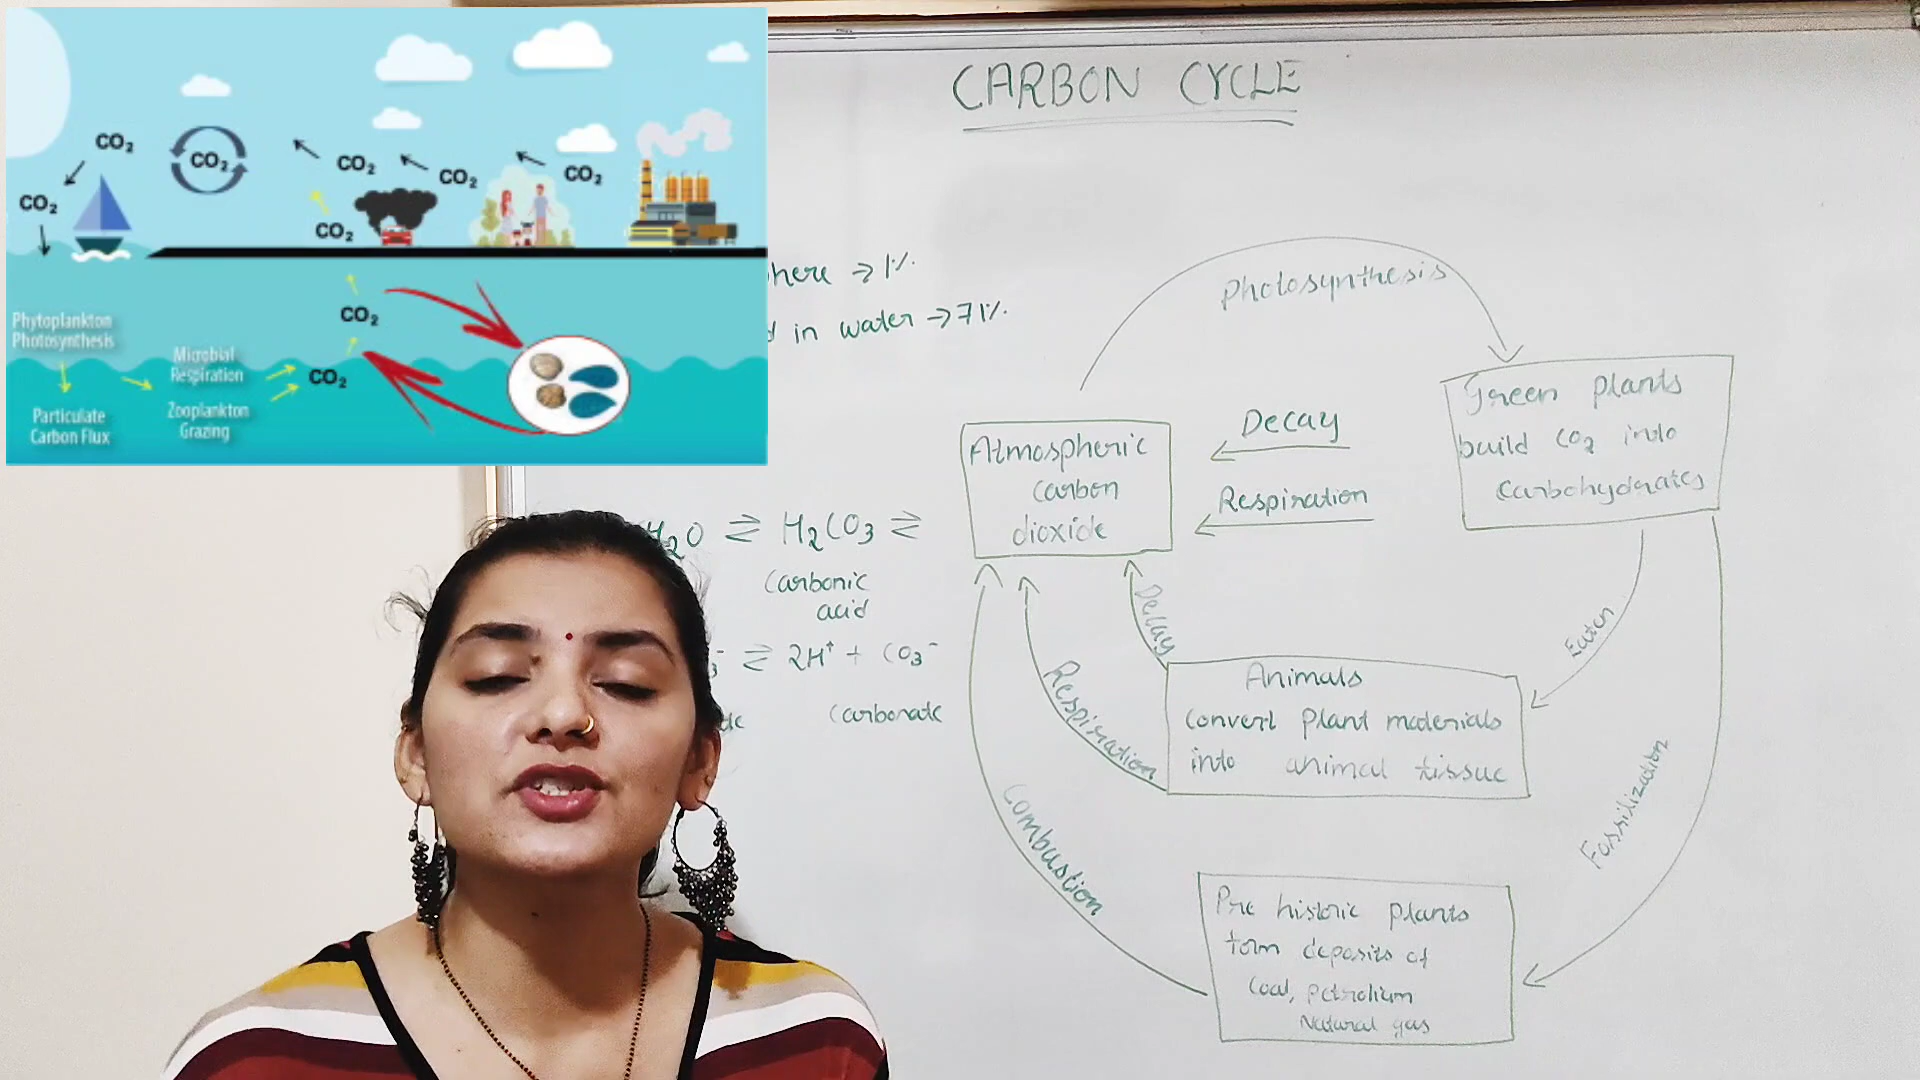 CO₂
CO₂
CO₂
CO₂
CO₂
CO₂
CO₂
CO₂
CO₂
Phytoplankton
Photosynthesis
Microbial
Respiration
Zooplankton
Grazing
Particulate
Carbon Flux
CARBON CYCLE
here → 1%
d in water → 71%
H₂O ⇌ H₂CO₃ ⇌
Carbonic
acid
3⁻ ⇌ 2H⁺ + CO₃⁻
Carbonate
Photosynthesis
Atmospheric
carbon
dioxide
Decay
Respiration
Green plants
build CO₂ into
Carbohydrates
Decay
Respiration
Combustion
Eaten
Fossilization
Animals
convert plant materials
into animal tissue
Pre historic plants
form deposits of
Coal, petrolium
Natural gas